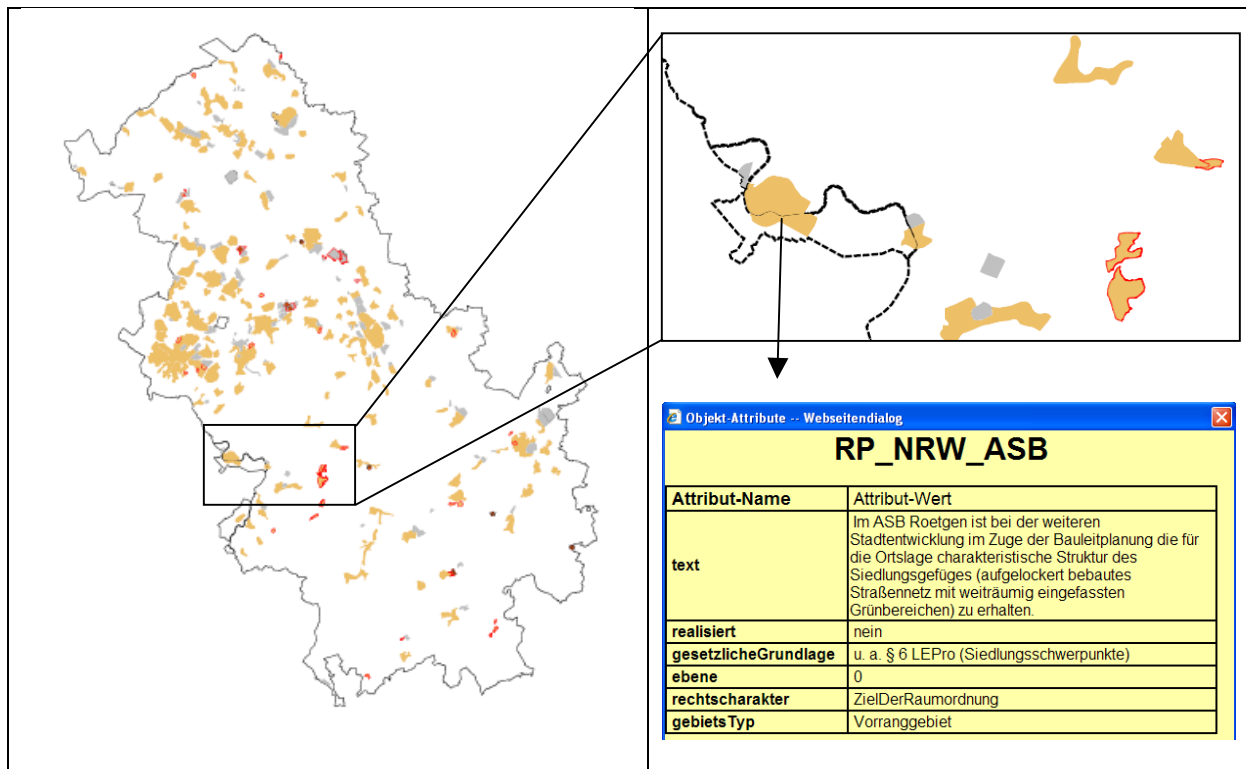 Objekt-Attribute -- Webseitendialog
RP_NRW_ASB
Attribut-Name Attribut-Wert
text Im ASB Roetgen ist bei der weiteren
Stadtentwicklung im Zuge der Bauleitplanung die für
die Ortslage charakteristische Struktur des
Siedlungsgefüges (aufgelockert bebautes
Straßennetz mit weiträumig eingefassten
Grünbereichen) zu erhalten.
realisiert nein
gesetzlicheGrundlage u. a. § 6 LEPro (Siedlungsschwerpunkte)
ebene 0
rechtscharakter ZielDerRaumordnung
gebietsTyp Vorranggebiet